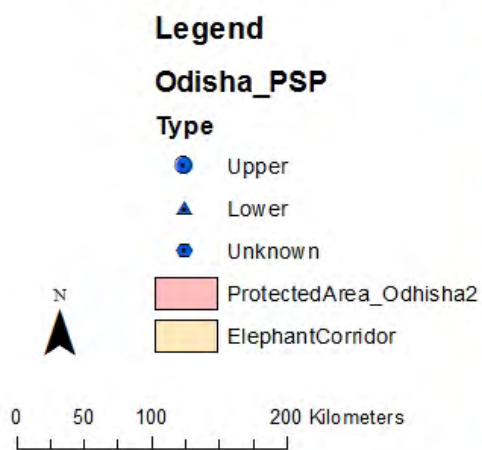 Legend
Odisha_PSP
Type
Upper
Lower
Unknown
ProtectedArea_Odhisha2
ElephantCorridor
N
0 50 100 200 Kilometers